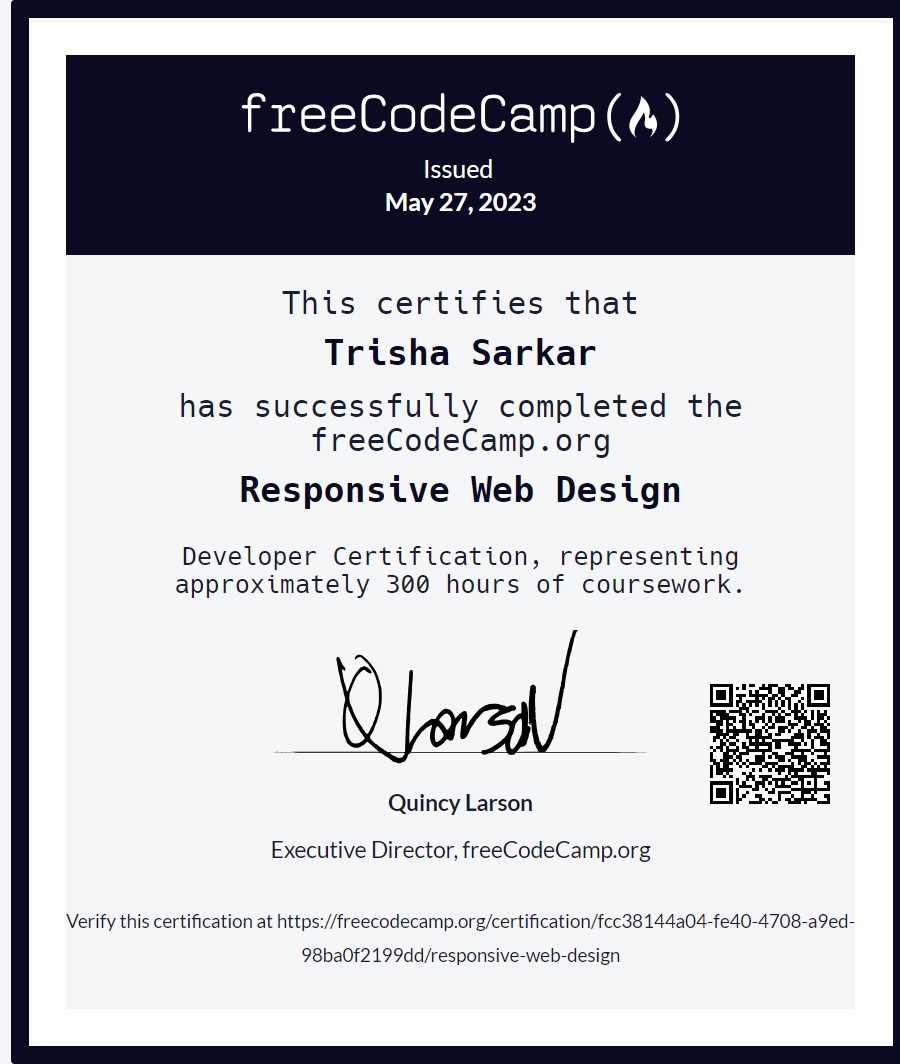 freeCodeCamp(🔥)
Issued
May 27, 2023
This certifies that
Trisha Sarkar
has successfully completed the
freeCodeCamp.org
Responsive Web Design
Developer Certification, representing
approximately 300 hours of coursework.
Q Larson
Quincy Larson
Executive Director, freeCodeCamp.org
Verify this certification at https://freecodecamp.org/certification/fcc38144a04-fe40-4708-a9ed-
98ba0f2199dd/responsive-web-design